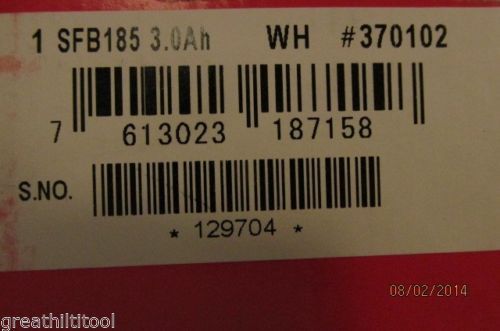 1 SFB185 3.0Ah WH #370102
7 613023 187158
S.NO.
* 129704 *
08/02/2014
greathiltitool